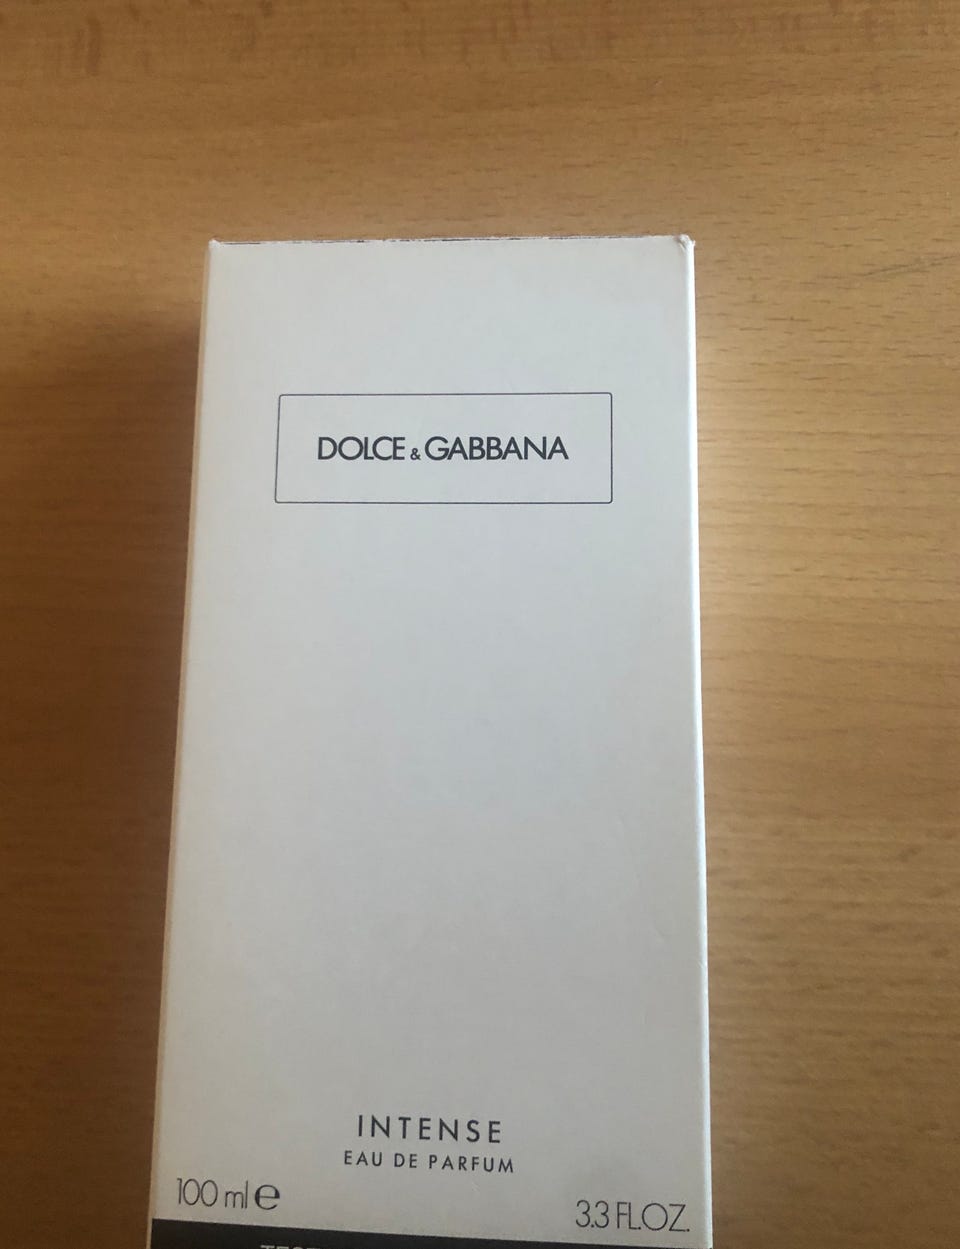 DOLCE & GABBANA
INTENSE
EAU DE PARFUM
100 ml e
3.3 FL.OZ.